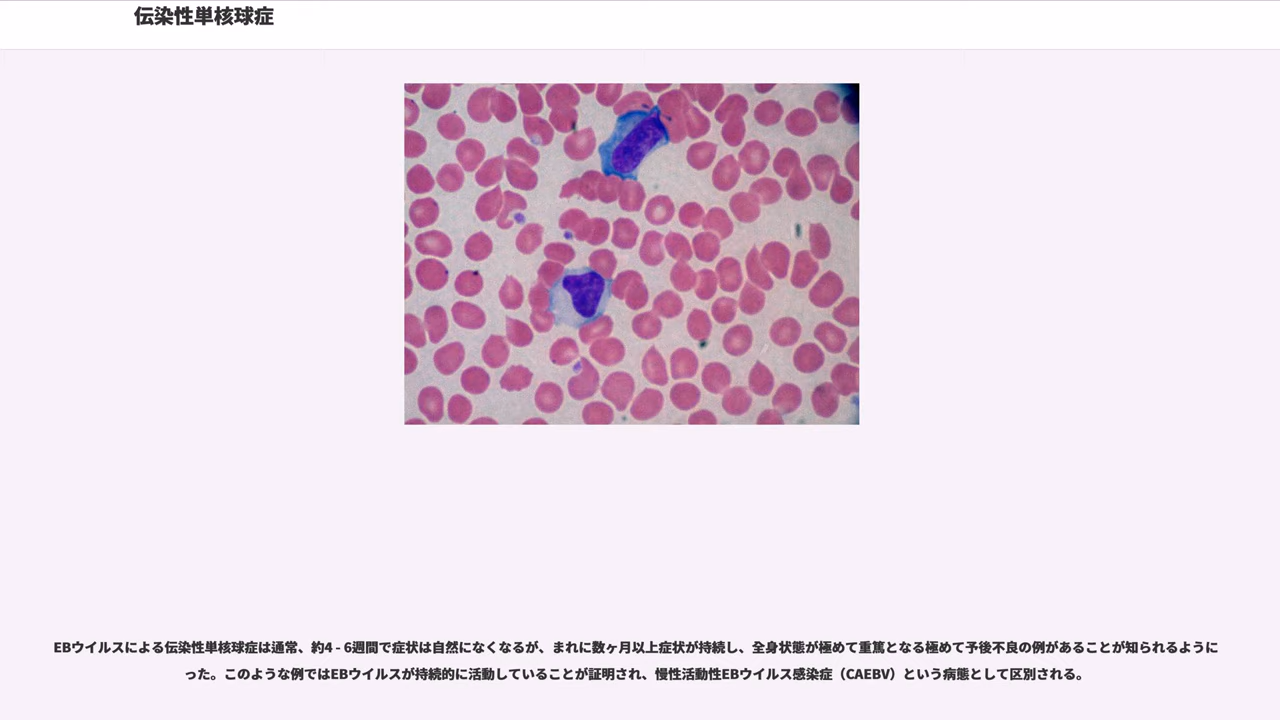 伝染性単核球症
EBウイルスによる伝染性単核球症は通常、約4 - 6週間で症状は自然になくなるが、まれに数ヶ月以上症状が持続し、全身状態が極めて重篤となる極めて予後不良の例があることが知られるように
った。このような例ではEBウイルスが持続的に活動していることが証明され、慢性活動性EBウイルス感染症（CAEBV）という病態として区別される。